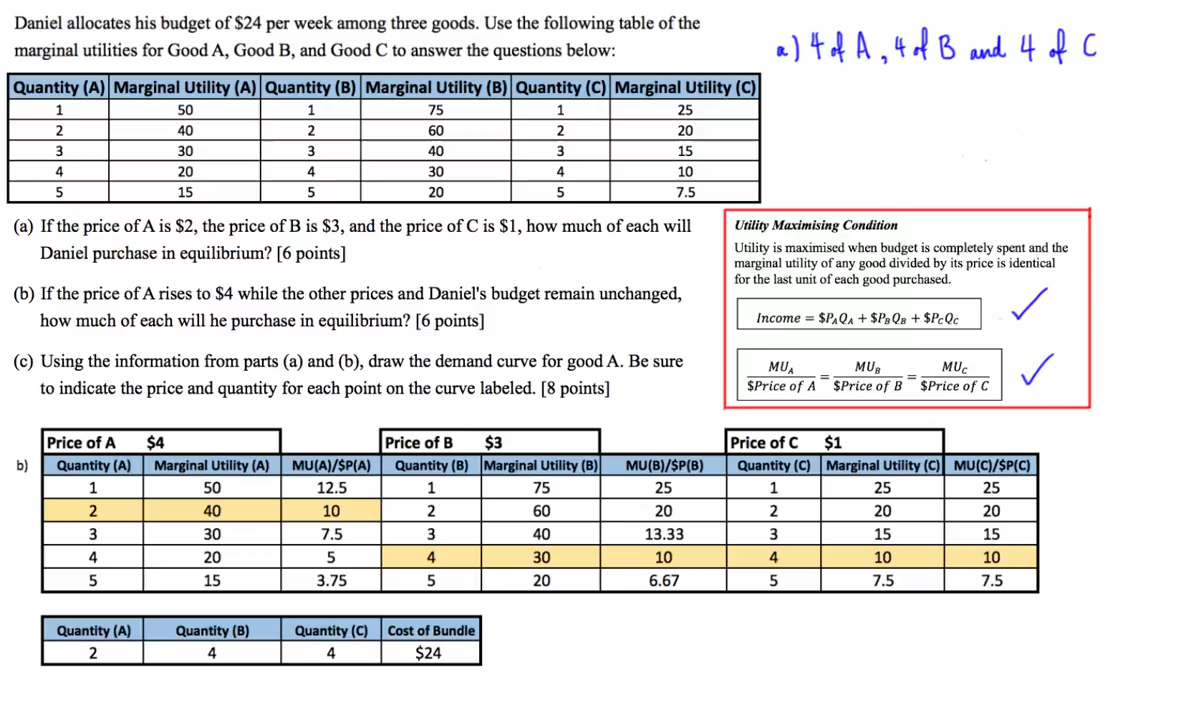 Daniel allocates his budget of $24 per week among three goods. Use the following table of the
marginal utilities for Good A, Good B, and Good C to answer the questions below:
a) 4 of A, 4 of B and 4 of C
Quantity (A) Marginal Utility (A) Quantity (B) Marginal Utility (B) Quantity (C) Marginal Utility (C)
1 50 1 75 1 25
2 40 2 60 2 20
3 30 3 40 3 15
4 20 4 30 4 10
5 15 5 20 5 7.5
(a) If the price of A is $2, the price of B is $3, and the price of C is $1, how much of each will
Daniel purchase in equilibrium? [6 points]
(b) If the price of A rises to $4 while the other prices and Daniel's budget remain unchanged,
how much of each will he purchase in equilibrium? [6 points]
(c) Using the information from parts (a) and (b), draw the demand curve for good A. Be sure
to indicate the price and quantity for each point on the curve labeled. [8 points]
Utility Maximising Condition
Utility is maximised when budget is completely spent and the
marginal utility of any good divided by its price is identical
for the last unit of each good purchased.
Income = $PAQA + $PBQB + $PCQC
MUA / $Price of A = MUB / $Price of B = MUC / $Price of C
Price of A $4 Price of B $3 Price of C $1
b) Quantity (A) Marginal Utility (A) MU(A)/$P(A) Quantity (B) Marginal Utility (B) MU(B)/$P(B) Quantity (C) Marginal Utility (C) MU(C)/$P(C)
1 50 12.5 1 75 25 1 25 25
2 40 10 2 60 20 2 20 20
3 30 7.5 3 40 13.33 3 15 15
4 20 5 4 30 10 4 10 10
5 15 3.75 5 20 6.67 5 7.5 7.5
Quantity (A) Quantity (B) Quantity (C) Cost of Bundle
2 4 4 $24